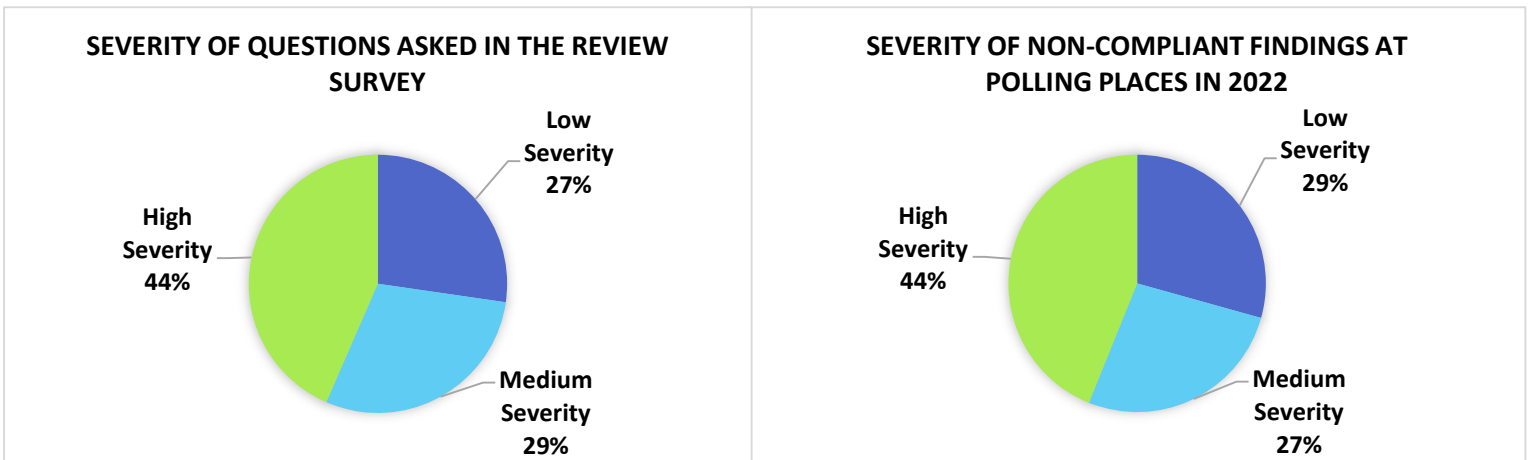 SEVERITY OF QUESTIONS ASKED IN THE REVIEW
SURVEY
Low
Severity
27%
High
Severity
44%
Medium
Severity
29%
SEVERITY OF NON-COMPLIANT FINDINGS AT
POLLING PLACES IN 2022
Low
Severity
29%
High
Severity
44%
Medium
Severity
27%